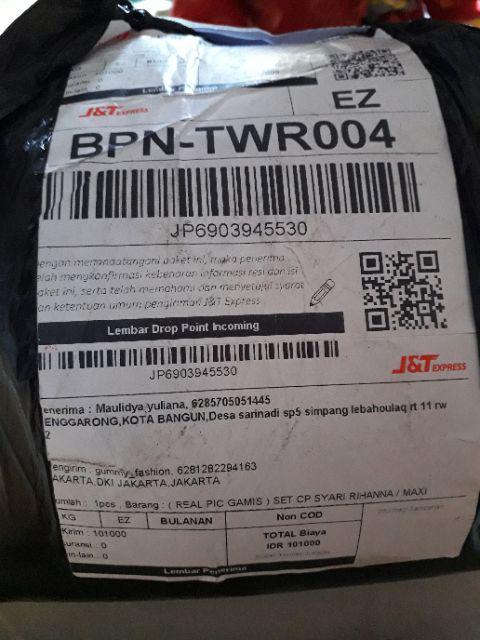 KG
101000
Lembar Penerima
J&T EXPRESS
EZ
BPN-TWR004
JP6903945530
engan menandatangani paket ini, maka penerima
elah mengkonfirmasi kebenaran informasi resi dan isi
aket ini, serta telah memahami dan menyetujui syarat
an ketentuan umum pengiriman J&T Express
Lembar Drop Point Incoming
J&T EXPRESS
JP6903945530
enerima : Maulidya yuliana, 6285705051445
ENGGARONG,KOTA BANGUN,Desa sarinadi sp5 simpang lebahoulaq rt 11 rw
2
engirim : gummy_fashion, 6281282294163
AKARTA,DKI JAKARTA,JAKARTA
umlah : 1pcs , Barang : ( REAL PIC GAMIS ) SET CP SYARI RIHANNA / MAXI
KG EZ BULANAN Non COD
Kirim : 101000
uransi : 0
in-lain : 0
TOTAL Biaya
IDR 101000
Lembar Penerima